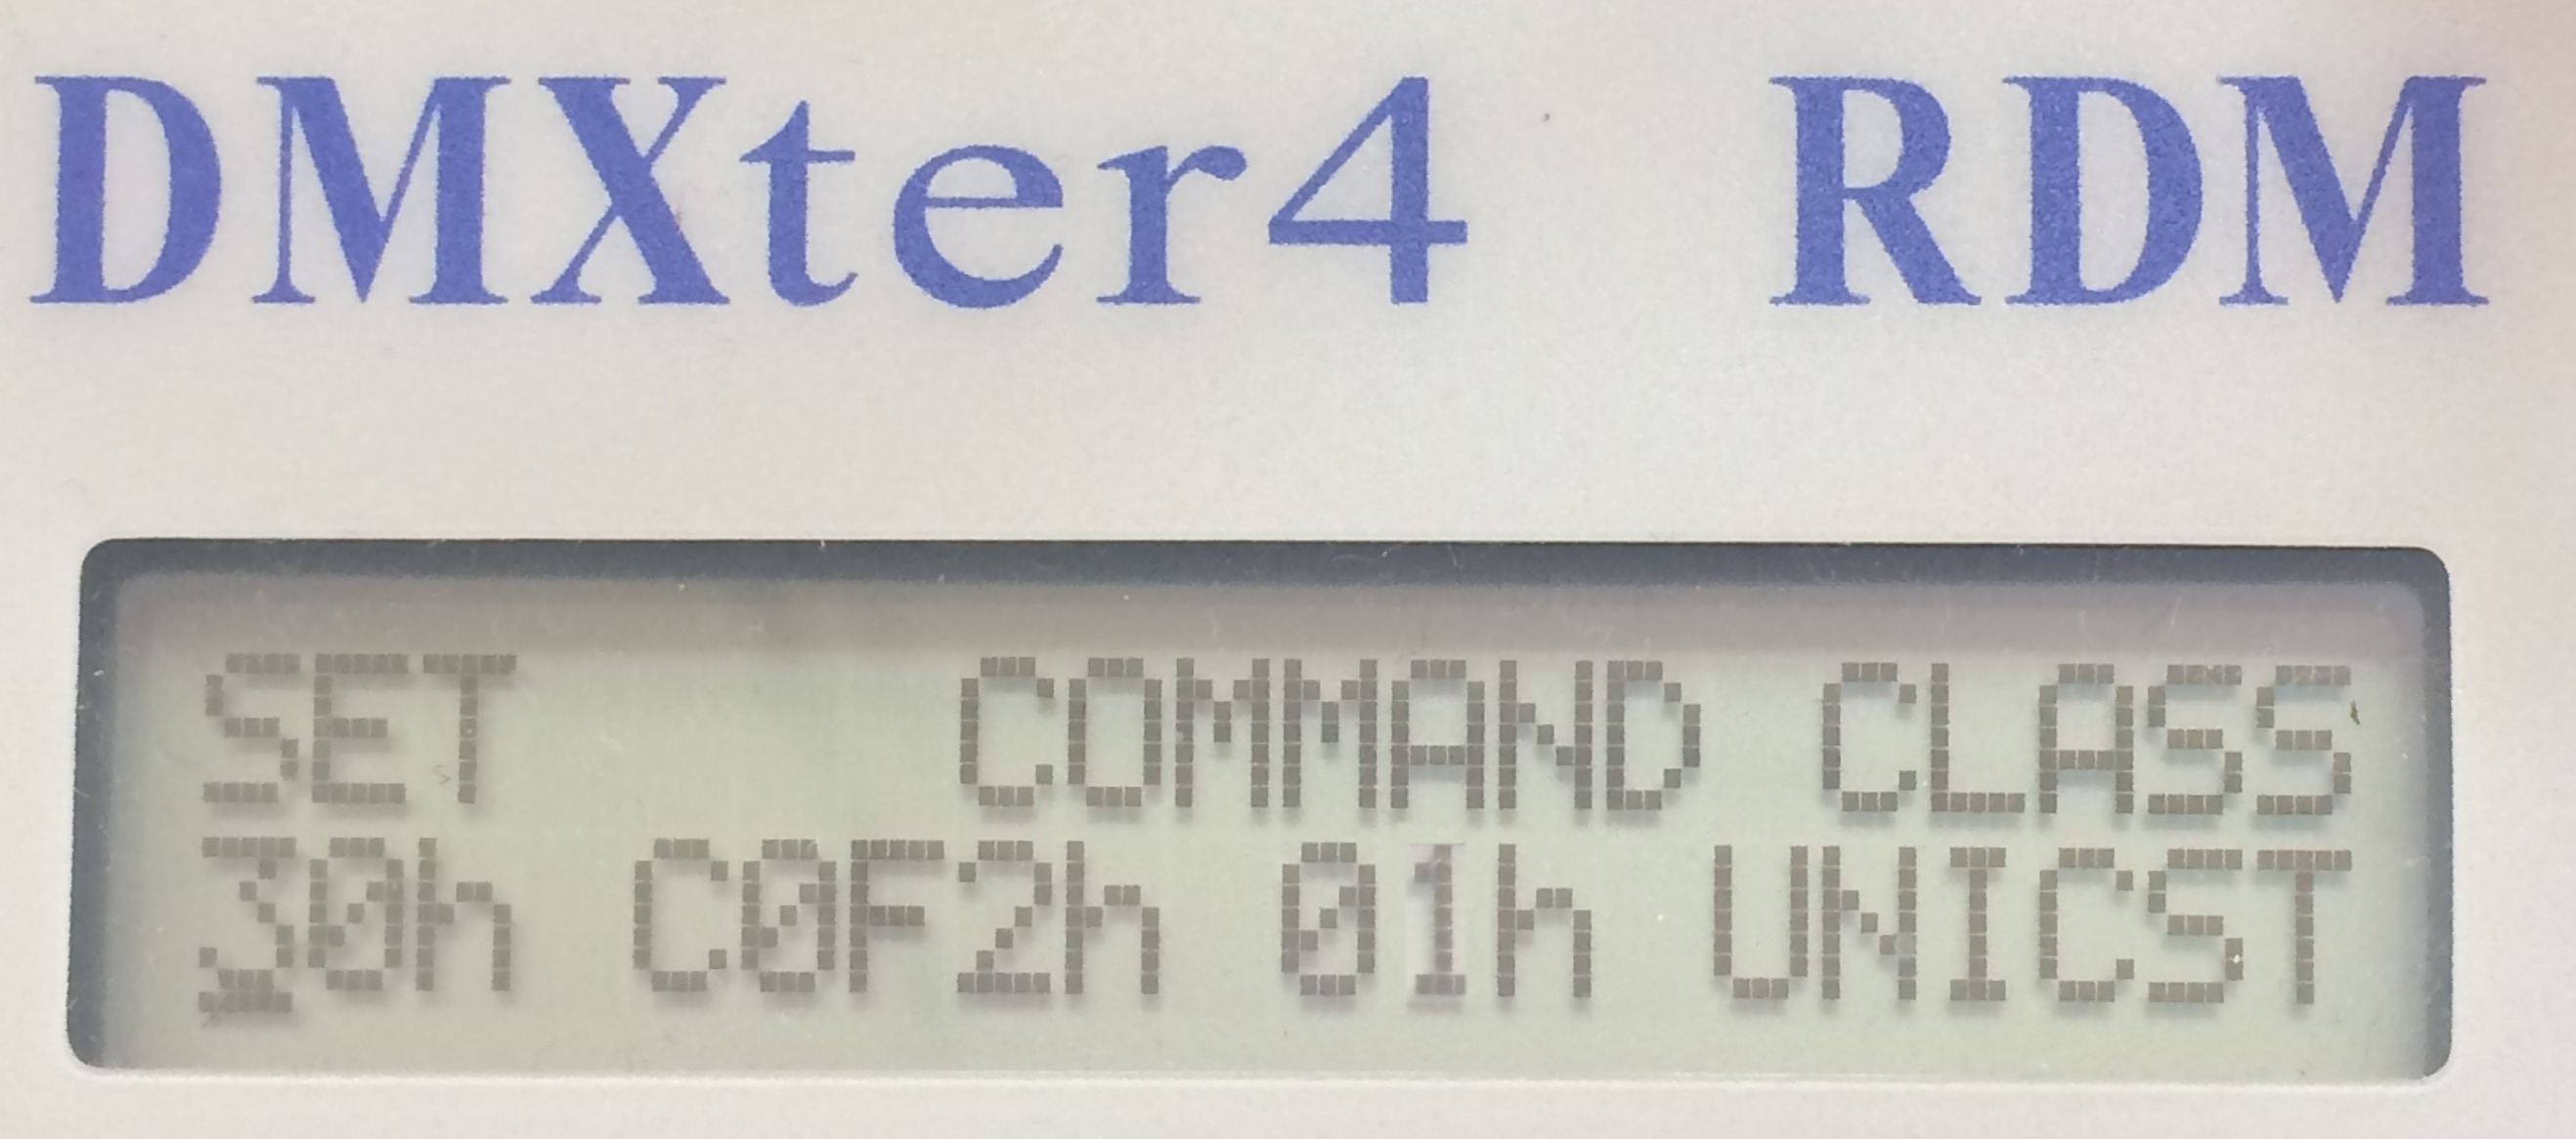 DMXter4 RDM
SET COMMAND CLASS
30h C0F2h 01h UNICST